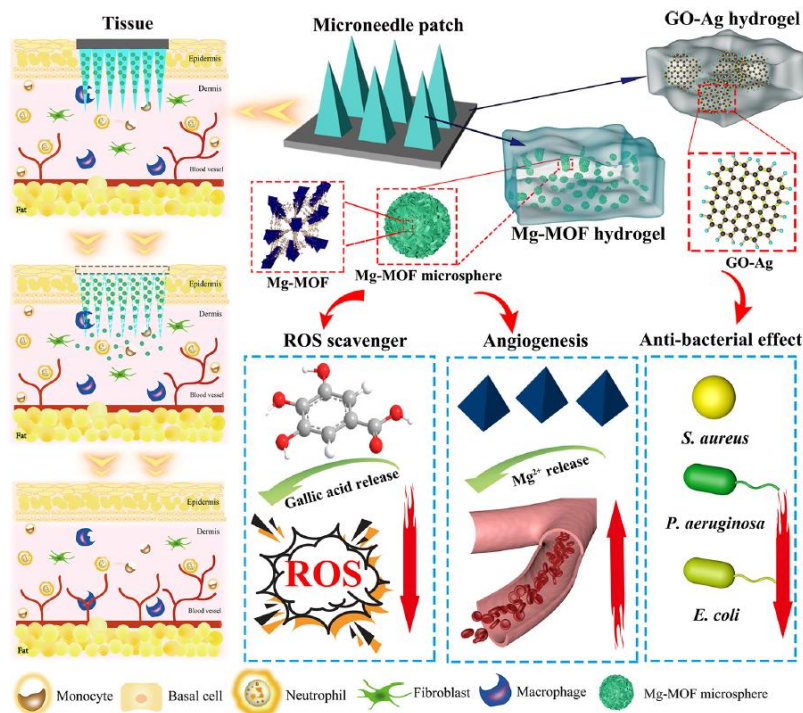 Tissue
Epidermis
Dermis
Blood vessel
Fat
Epidermis
Dermis
Blood vessel
Fat
Epidermis
Dermis
Blood vessel
Fat
Microneedle patch
GO-Ag hydrogel
Mg-MOF hydrogel
GO-Ag
Mg-MOF
Mg-MOF microsphere
ROS scavenger
Gallic acid release
ROS
Angiogenesis
Mg²⁺ release
Anti-bacterial effect
S. aureus
P. aeruginosa
E. coli
Monocyte
Basal cell
Neutrophil
Fibroblast
Macrophage
Mg-MOF microsphere